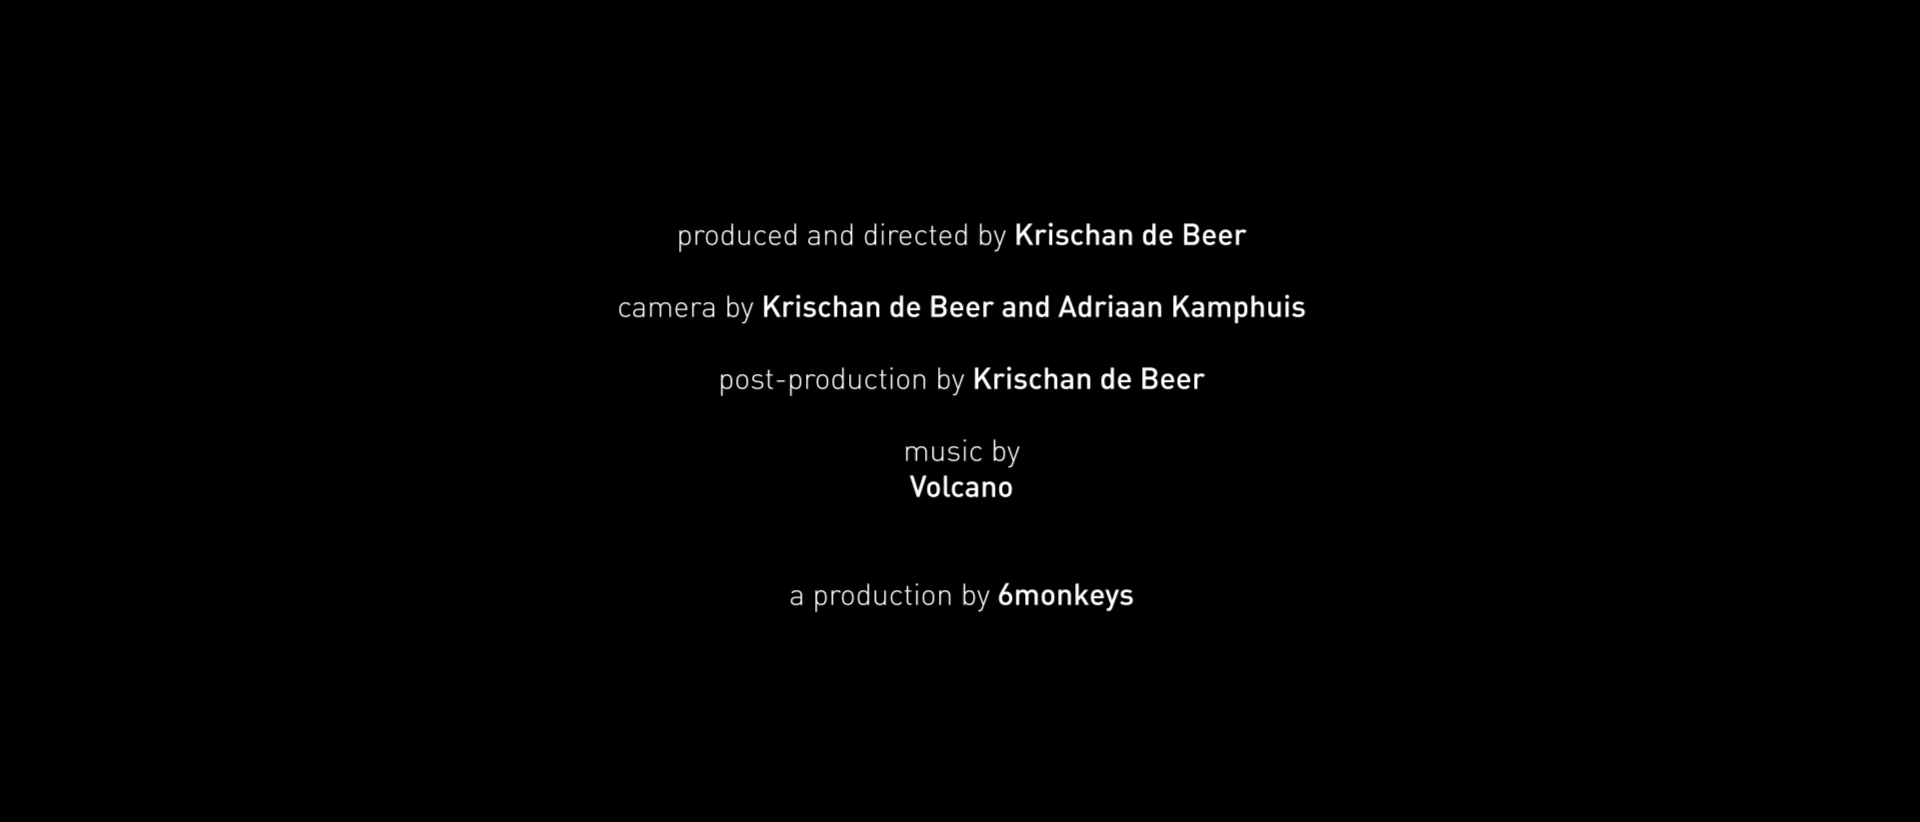 produced and directed by Krischan de Beer
camera by Krischan de Beer and Adriaan Kamphuis
post-production by Krischan de Beer
music by
Volcano
a production by 6monkeys